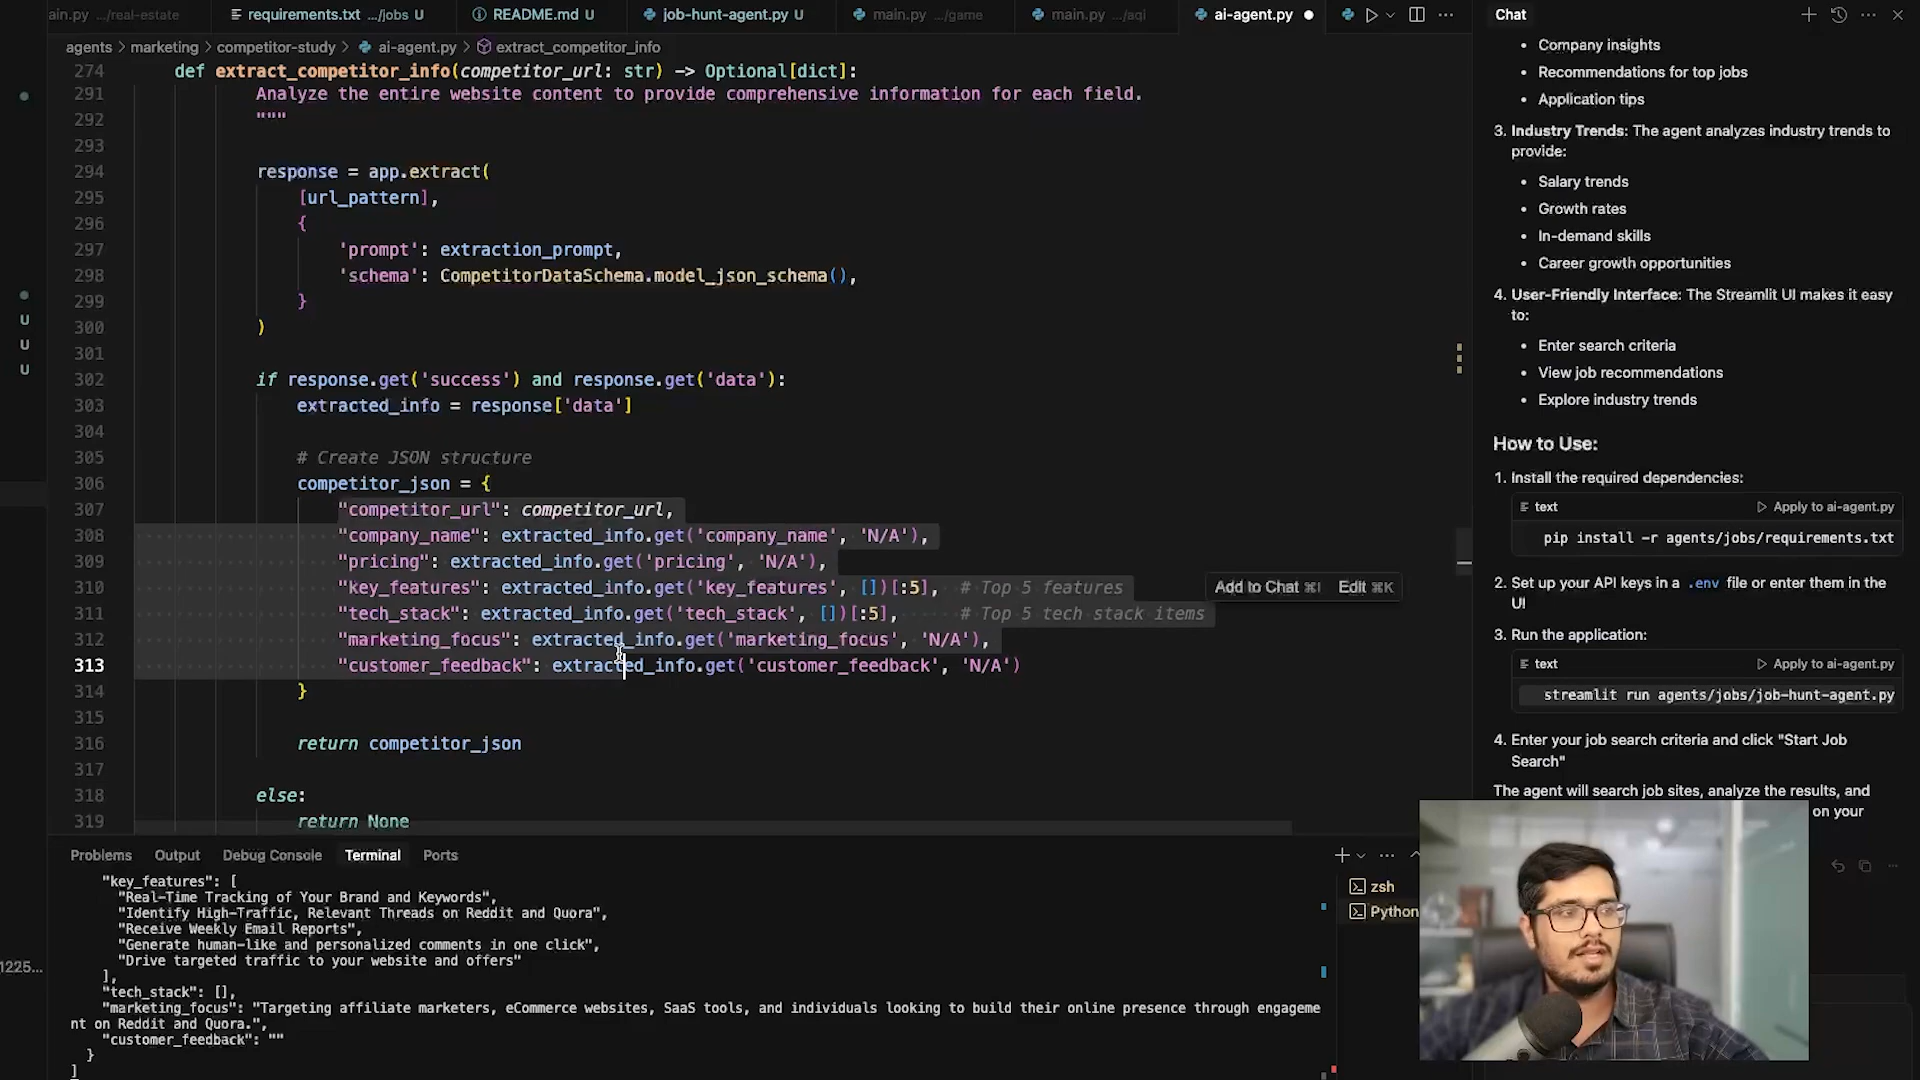 ain.py .../real-estate
requirements.txt .../jobs U
README.md U
job-hunt-agent.py U
main.py .../game
main.py .../aqi
ai-agent.py
agents > marketing > competitor-study > ai-agent.py > extract_competitor_info
274 def extract_competitor_info(competitor_url: str) -> Optional[dict]:
291 Analyze the entire website content to provide comprehensive information for each field.
292 """
293
294 response = app.extract(
295 [url_pattern],
296 {
297 'prompt': extraction_prompt,
298 'schema': CompetitorDataSchema.model_json_schema(),
299 }
300 )
301
302 if response.get('success') and response.get('data'):
303 extracted_info = response['data']
304
305 # Create JSON structure
306 competitor_json = {
307 "competitor_url": competitor_url,
308 "company_name": extracted_info.get('company_name', 'N/A'),
309 "pricing": extracted_info.get('pricing', 'N/A'),
310 "key_features": extracted_info.get('key_features', [])[:5], # Top 5 features
311 "tech_stack": extracted_info.get('tech_stack', [])[:5], # Top 5 tech stack items
312 "marketing_focus": extracted_info.get('marketing_focus', 'N/A'),
313 "customer_feedback": extracted_info.get('customer_feedback', 'N/A')
314 }
315
316 return competitor_json
317
318 else:
319 return None
Add to Chat ⌘I Edit ⌘K
U
U
U
1225...
Problems Output Debug Console Terminal Ports
"key_features": [
"Real-Time Tracking of Your Brand and Keywords",
"Identify High-Traffic, Relevant Threads on Reddit and Quora",
"Receive Weekly Email Reports",
"Generate human-like and personalized comments in one click",
"Drive targeted traffic to your website and offers"
],
"tech_stack": [],
"marketing_focus": "Targeting affiliate marketers, eCommerce websites, SaaS tools, and individuals looking to build their online presence through engageme
nt on Reddit and Quora.",
"customer_feedback": ""
}
]
zsh
Python
Chat
• Company insights
• Recommendations for top jobs
• Application tips
3. Industry Trends: The agent analyzes industry trends to
provide:
• Salary trends
• Growth rates
• In-demand skills
• Career growth opportunities
4. User-Friendly Interface: The Streamlit UI makes it easy
to:
• Enter search criteria
• View job recommendations
• Explore industry trends
How to Use:
1. Install the required dependencies:
text Apply to ai-agent.py
pip install -r agents/jobs/requirements.txt
2. Set up your API keys in a .env file or enter them in the
UI
3. Run the application:
text Apply to ai-agent.py
streamlit run agents/jobs/job-hunt-agent.py
4. Enter your job search criteria and click "Start Job
Search"
The agent will search job sites, analyze the results, and
on your